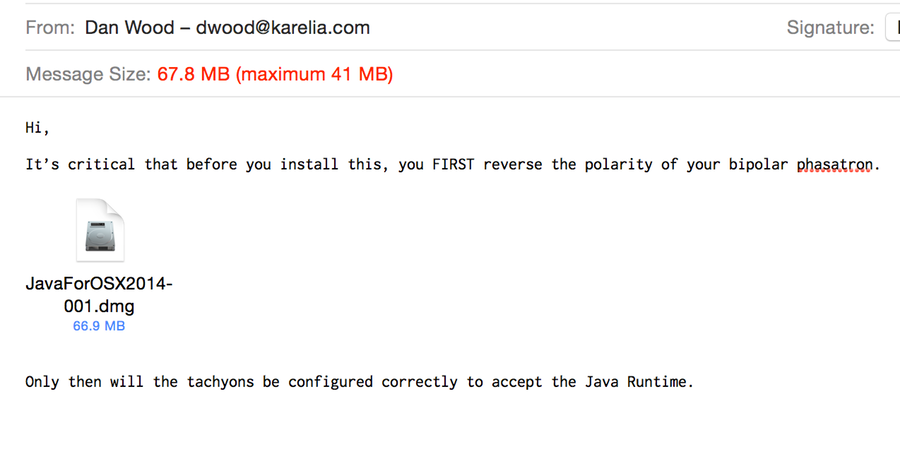 From: Dan Wood – dwood@karelia.com Signature:
Message Size: 67.8 MB (maximum 41 MB)
Hi,
It’s critical that before you install this, you FIRST reverse the polarity of your bipolar phasatron.
JavaForOSX2014-
001.dmg
66.9 MB
Only then will the tachyons be configured correctly to accept the Java Runtime.